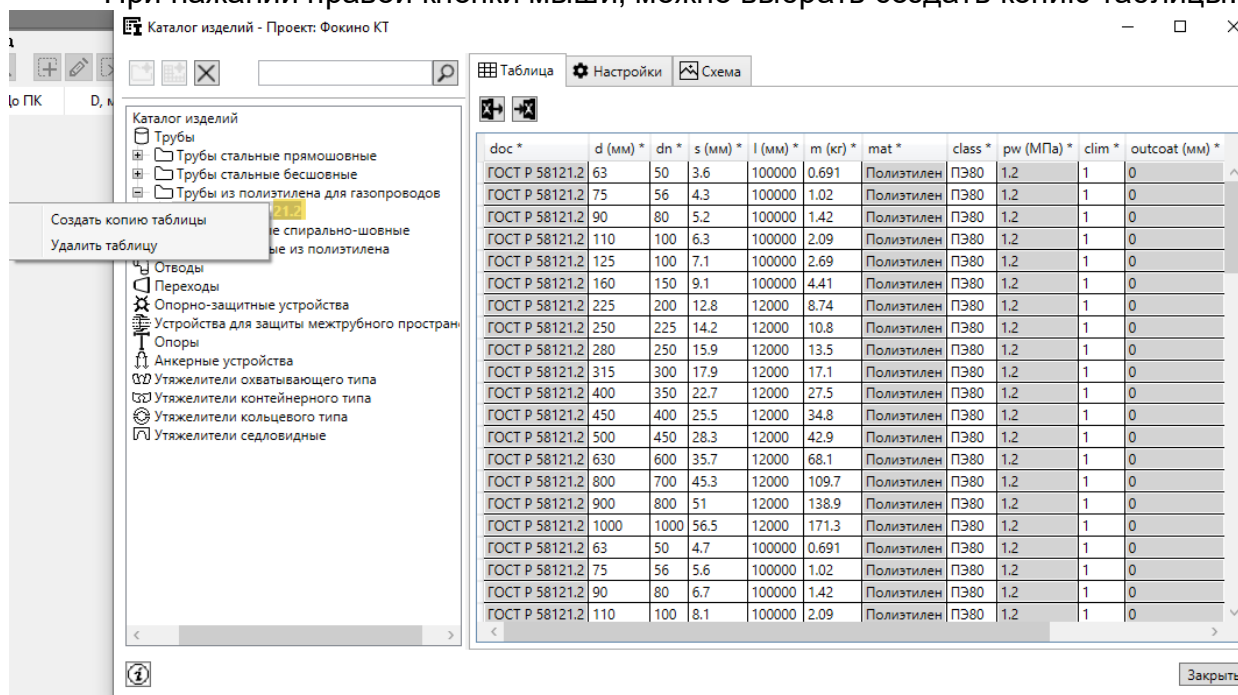 При нажатии правой кнопки мыши, можно выбрать создать копию таблицы.
Каталог изделий - Проект: Фокино КТ
До ПК D, м
Каталог изделий
Трубы
Трубы стальные прямошовные
Трубы стальные бесшовные
Трубы из полиэтилена для газопроводов
21.2
Создать копию таблицы
Удалить таблицу
ие спирально-шовные
ые из полиэтилена
Отводы
Переходы
Опорно-защитные устройства
Устройства для защиты межтрубного простран
Опоры
Анкерные устройства
Утяжелители охватывающего типа
Утяжелители контейнерного типа
Утяжелители кольцевого типа
Утяжелители седловидные
Таблица Настройки Схема
doc * d (мм) * dn * s (мм) * l (мм) * m (кг) * mat * class * pw (МПа) * clim * outcoat (мм) *
ГОСТ Р 58121.2 63 50 3.6 100000 0.691 Полиэтилен ПЭ80 1.2 1 0
ГОСТ Р 58121.2 75 56 4.3 100000 1.02 Полиэтилен ПЭ80 1.2 1 0
ГОСТ Р 58121.2 90 80 5.2 100000 1.42 Полиэтилен ПЭ80 1.2 1 0
ГОСТ Р 58121.2 110 100 6.3 100000 2.09 Полиэтилен ПЭ80 1.2 1 0
ГОСТ Р 58121.2 125 100 7.1 100000 2.69 Полиэтилен ПЭ80 1.2 1 0
ГОСТ Р 58121.2 160 150 9.1 100000 4.41 Полиэтилен ПЭ80 1.2 1 0
ГОСТ Р 58121.2 225 200 12.8 12000 8.74 Полиэтилен ПЭ80 1.2 1 0
ГОСТ Р 58121.2 250 225 14.2 12000 10.8 Полиэтилен ПЭ80 1.2 1 0
ГОСТ Р 58121.2 280 250 15.9 12000 13.5 Полиэтилен ПЭ80 1.2 1 0
ГОСТ Р 58121.2 315 300 17.9 12000 17.1 Полиэтилен ПЭ80 1.2 1 0
ГОСТ Р 58121.2 400 350 22.7 12000 27.5 Полиэтилен ПЭ80 1.2 1 0
ГОСТ Р 58121.2 450 400 25.5 12000 34.8 Полиэтилен ПЭ80 1.2 1 0
ГОСТ Р 58121.2 500 450 28.3 12000 42.9 Полиэтилен ПЭ80 1.2 1 0
ГОСТ Р 58121.2 630 600 35.7 12000 68.1 Полиэтилен ПЭ80 1.2 1 0
ГОСТ Р 58121.2 800 700 45.3 12000 109.7 Полиэтилен ПЭ80 1.2 1 0
ГОСТ Р 58121.2 900 800 51 12000 138.9 Полиэтилен ПЭ80 1.2 1 0
ГОСТ Р 58121.2 1000 1000 56.5 12000 171.3 Полиэтилен ПЭ80 1.2 1 0
ГОСТ Р 58121.2 63 50 4.7 100000 0.691 Полиэтилен ПЭ80 1.2 1 0
ГОСТ Р 58121.2 75 56 5.6 100000 1.02 Полиэтилен ПЭ80 1.2 1 0
ГОСТ Р 58121.2 90 80 6.7 100000 1.42 Полиэтилен ПЭ80 1.2 1 0
ГОСТ Р 58121.2 110 100 8.1 100000 2.09 Полиэтилен ПЭ80 1.2 1 0
Закрыть